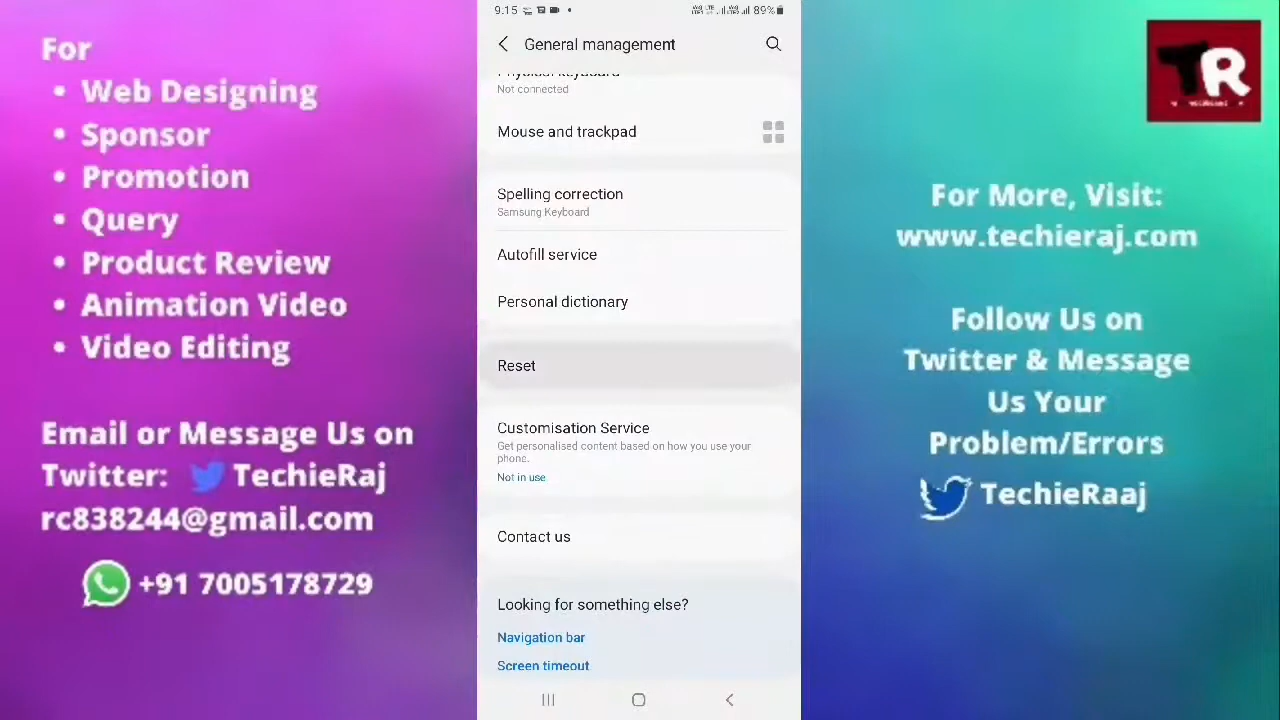 For
• Web Designing
• Sponsor
• Promotion
• Query
• Product Review
• Animation Video
• Video Editing
Email or Message Us on
Twitter: TechieRaj
rc838244@gmail.com
+91 7005178729
9:15
89%
General management
Physical keyboard
Not connected
Mouse and trackpad
Spelling correction
Samsung Keyboard
Autofill service
Personal dictionary
Reset
Customisation Service
Get personalised content based on how you use your
phone.
Not in use
Contact us
Looking for something else?
Navigation bar
Screen timeout
TR
For More, Visit:
www.techieraj.com
Follow Us on
Twitter & Message
Us Your
Problem/Errors
TechieRaaj